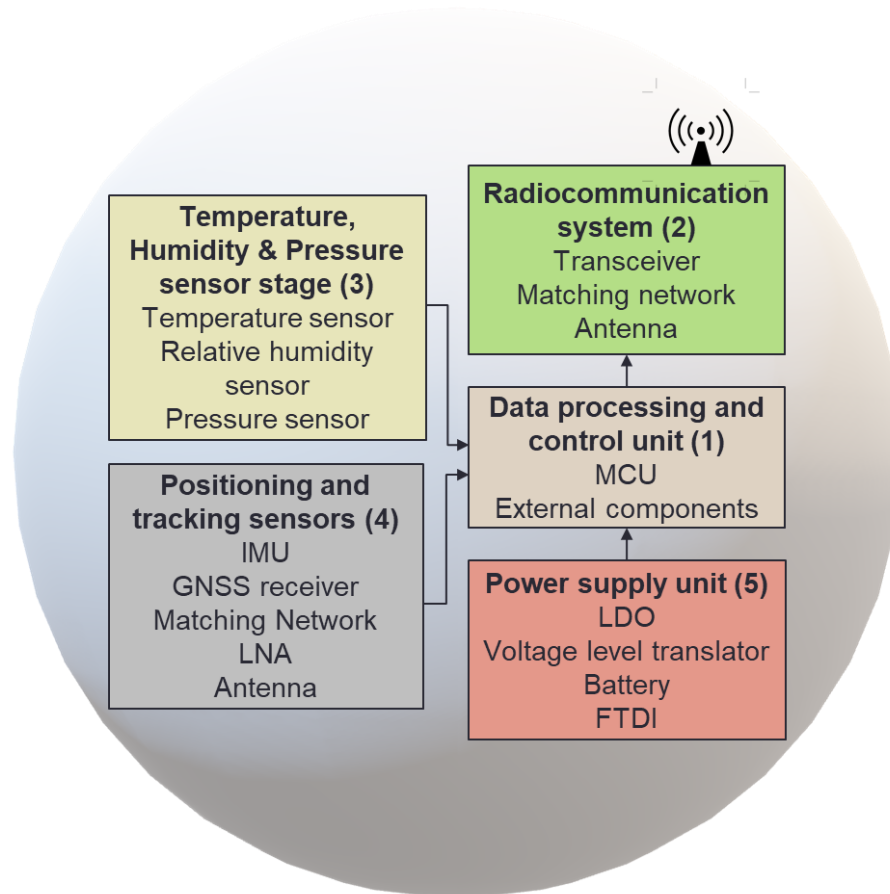 Temperature,
Humidity & Pressure
sensor stage (3)
Temperature sensor
Relative humidity
sensor
Pressure sensor
Radiocommunication
system (2)
Transceiver
Matching network
Antenna
Data processing and
control unit (1)
MCU
External components
Positioning and
tracking sensors (4)
IMU
GNSS receiver
Matching Network
LNA
Antenna
Power supply unit (5)
LDO
Voltage level translator
Battery
FTDI